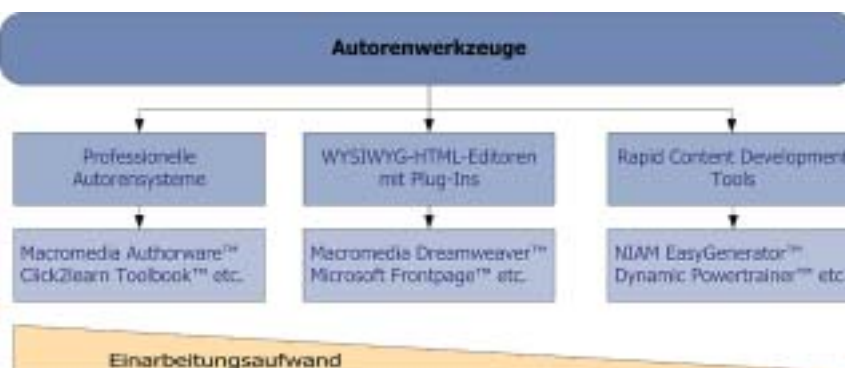 Autorenwerkzeuge
Professionelle
Autorensysteme
WYSIWYG-HTML-Editoren
mit Plug-Ins
Rapid Content Development
Tools
Macromedia Authorware™
Click2learn Toolbook™ etc.
Macromedia Dreamweaver™
Microsoft Frontpage™ etc.
NIAM EasyGenerator™
Dynamic Powertrainer™ etc.
Einarbeitungsaufwand